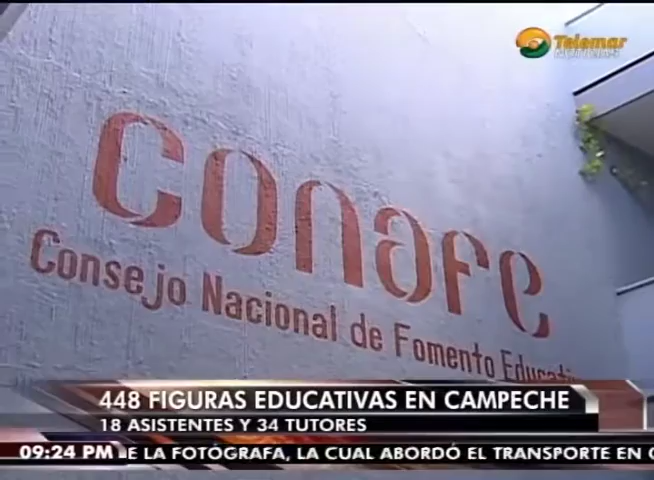 Telemar
NOTICIAS
conafe
Consejo Nacional de Fomento
448 FIGURAS EDUCATIVAS EN CAMPECHE
18 ASISTENTES Y 34 TUTORES
09:24 PM E LA FOTÓGRAFA, LA CUAL ABORDÓ EL TRANSPORTE EN